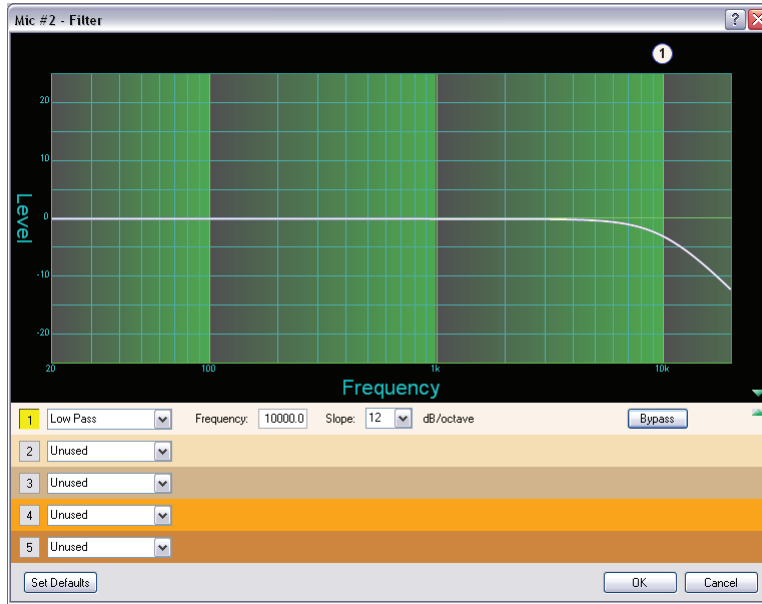 Mic #2 - Filter
?
1
20
10
0
-10
-20
Level
20
100
1k
10k
Frequency
1 Low Pass Frequency: 10000.0 Slope: 12 dB/octave Bypass
2 Unused
3 Unused
4 Unused
5 Unused
Set Defaults OK Cancel